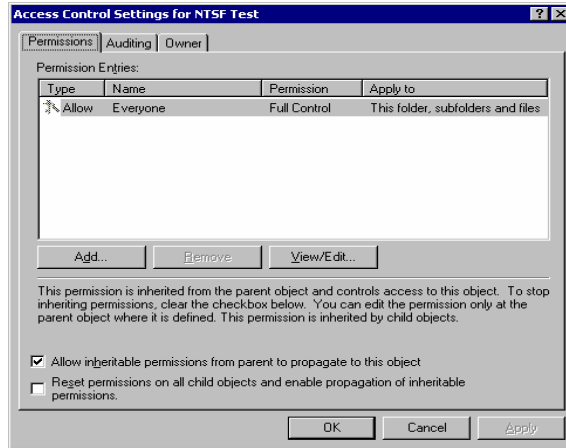 Access Control Settings for NTSF Test
Permissions Auditing Owner
Permission Entries:
Type Name Permission Apply to
Allow Everyone Full Control This folder, subfolders and files
Add... Remove View/Edit...
This permission is inherited from the parent object and controls access to this object. To stop
inheriting permissions, clear the checkbox below. You can edit the permission only at the
parent object where it is defined. This permission is inherited by child objects.
Allow inheritable permissions from parent to propagate to this object
Reset permissions on all child objects and enable propagation of inheritable
permissions.
OK Cancel Apply